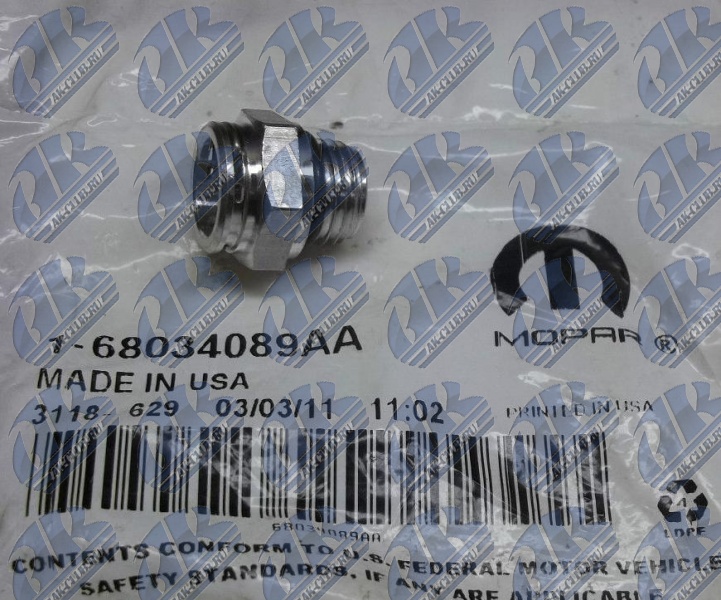 MOPAR®
1-68034089AA
MADE IN USA
3118- 629 03/03/11 11:02 PRINTED IN USA
68034089AA
4
LDPE
CONTENTS CONFORM TO U.S. FEDERAL MOTOR VEHICLE
SAFETY STANDARDS, IF ANY ARE APPLICABLE